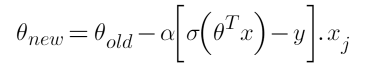 θ_new = θ_old − α[σ(θ^T x) − y].x_j